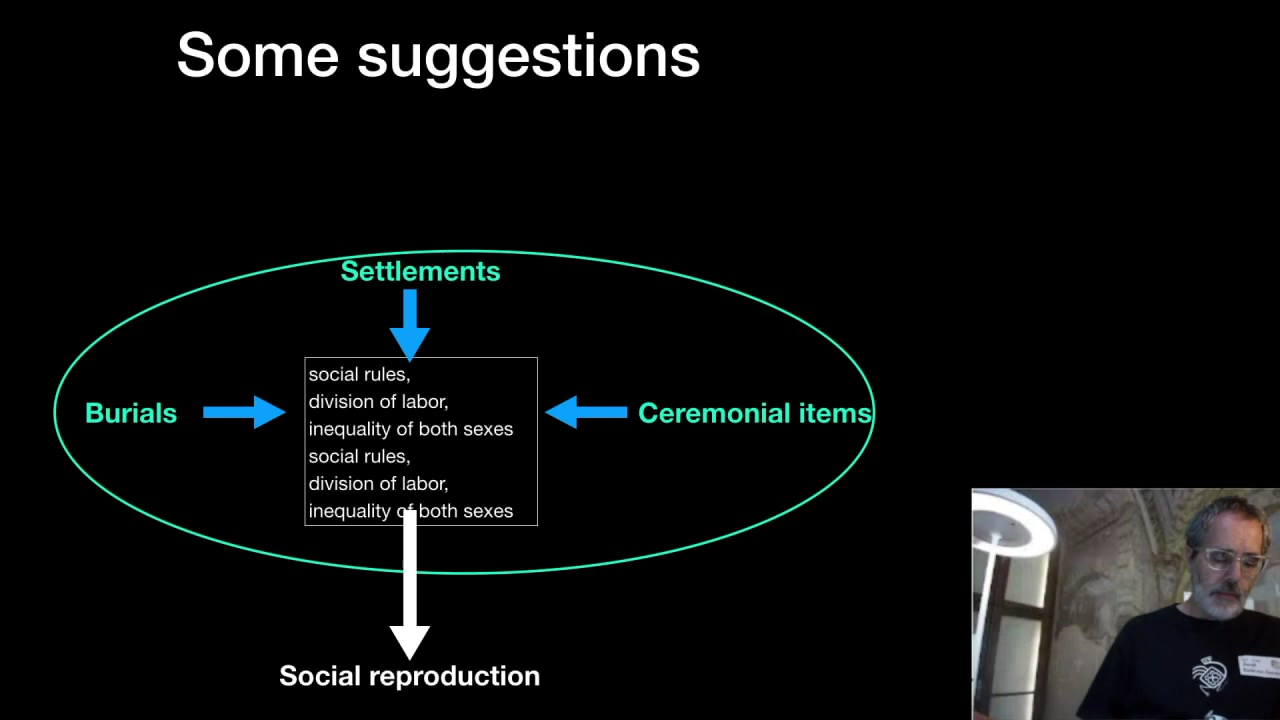 Some suggestions
Settlements
Burials
social rules,
division of labor,
inequality of both sexes
social rules,
division of labor,
inequality of both sexes
Ceremonial items
Social reproduction